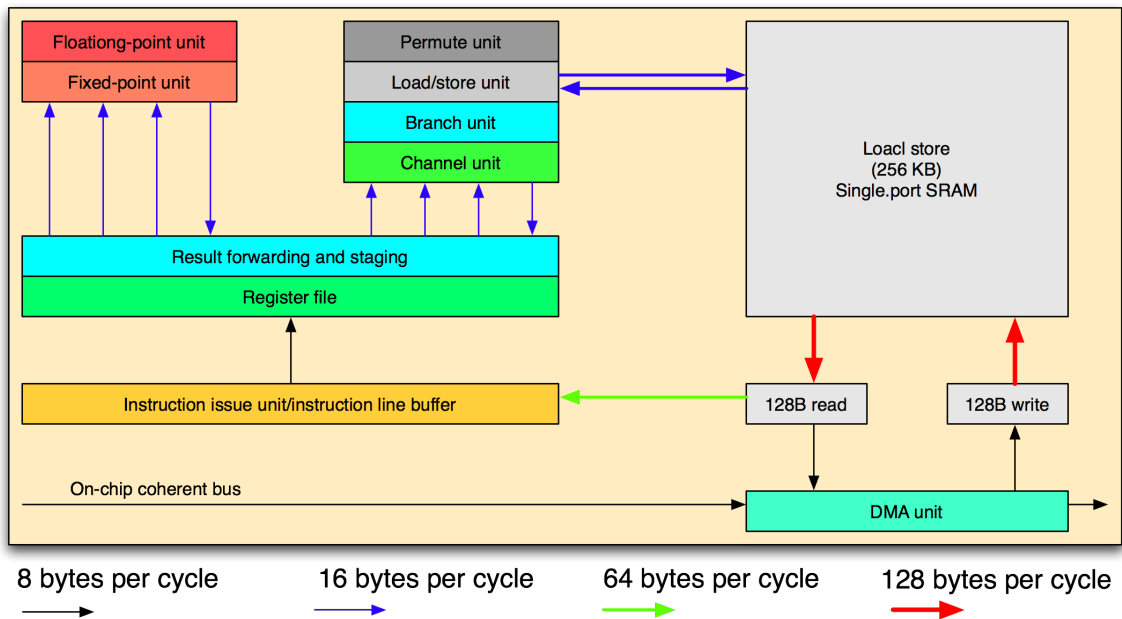 Floationg-point unit
Fixed-point unit
Permute unit
Load/store unit
Branch unit
Channel unit
Loacl store
(256 KB)
Single.port SRAM
Result forwarding and staging
Register file
Instruction issue unit/instruction line buffer
128B read
128B write
On-chip coherent bus
DMA unit
8 bytes per cycle
16 bytes per cycle
64 bytes per cycle
128 bytes per cycle